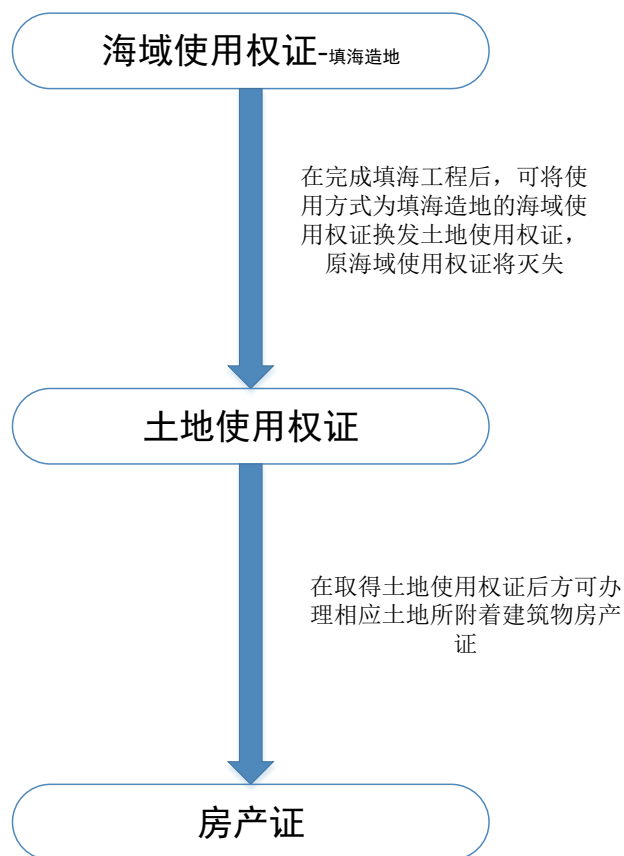 海域使用权证-填海造地
在完成填海工程后，可将使
用方式为填海造地的海域使
用权证换发土地使用权证，
原海域使用权证将灭失
土地使用权证
在取得土地使用权证后方可办
理相应土地所附着建筑物房产
证
房产证